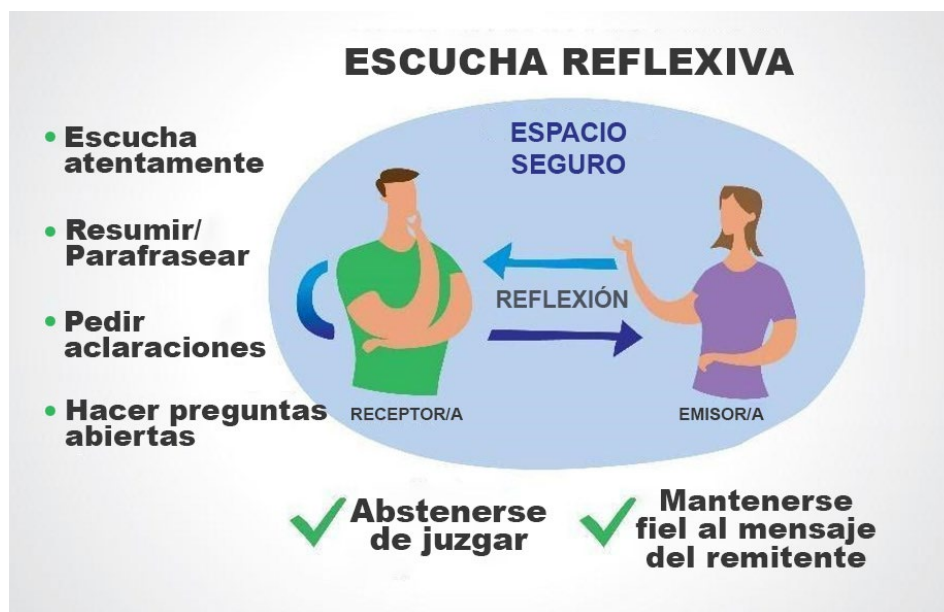 ESCUCHA REFLEXIVA
• Escucha
atentamente
• Resumir/
Parafrasear
• Pedir
aclaraciones
• Hacer preguntas
abiertas
ESPACIO
SEGURO
REFLEXIÓN
RECEPTOR/A
EMISOR/A
Abstenerse
de juzgar
Mantenerse
fiel al mensaje
del remitente